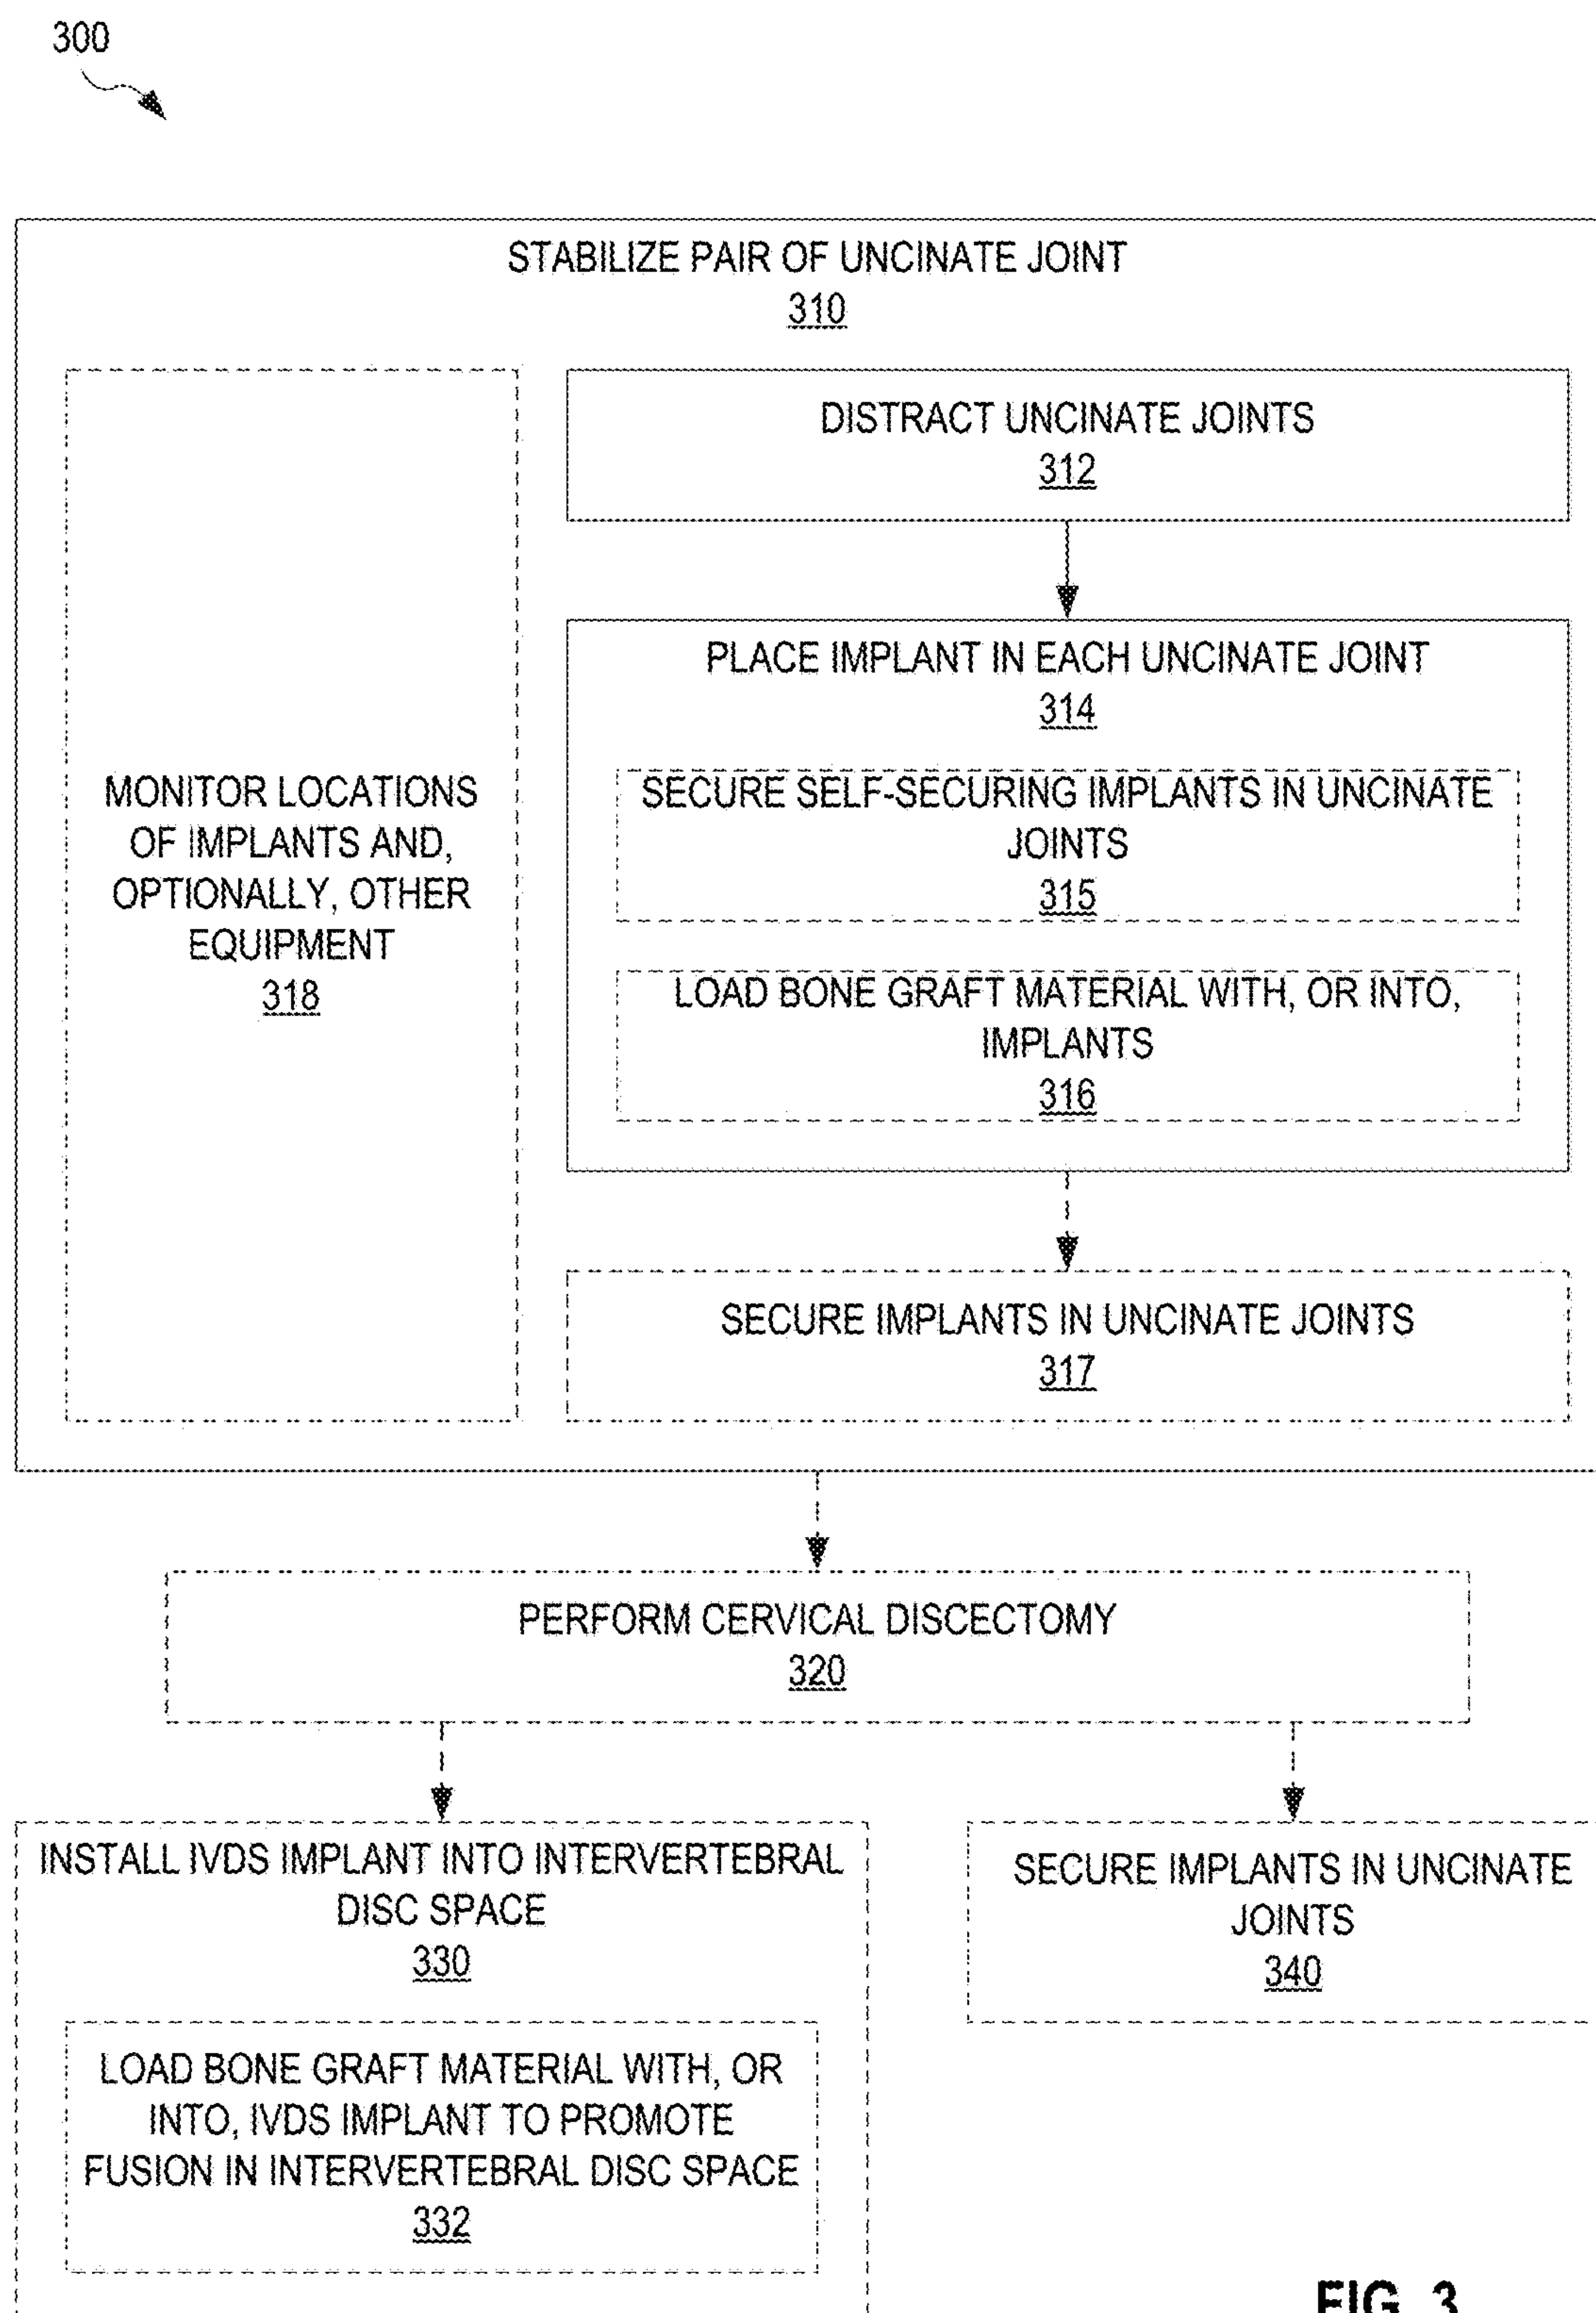 300
STABILIZE PAIR OF UNCINATE JOINT
310
DISTRACT UNCINATE JOINTS
312
PLACE IMPLANT IN EACH UNCINATE JOINT
314
SECURE SELF-SECURING IMPLANTS IN UNCINATE
JOINTS
315
LOAD BONE GRAFT MATERIAL WITH, OR INTO,
IMPLANTS
316
MONITOR LOCATIONS
OF IMPLANTS AND,
OPTIONALLY, OTHER
EQUIPMENT
318
SECURE IMPLANTS IN UNCINATE JOINTS
317
PERFORM CERVICAL DISCECTOMY
320
INSTALL IVDS IMPLANT INTO INTERVERTEBRAL
DISC SPACE
330
LOAD BONE GRAFT MATERIAL WITH, OR
INTO, IVDS IMPLANT TO PROMOTE
FUSION IN INTERVERTEBRAL DISC SPACE
332
SECURE IMPLANTS IN UNCINATE
JOINTS
340
FIG. 3